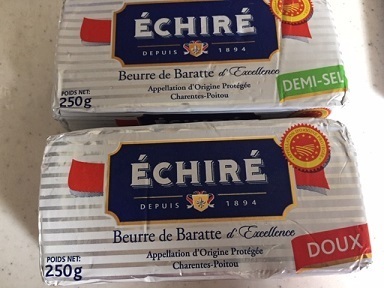 ÉCHIRÉ
DEPUIS 1894
Beurre de Baratte d'Excellence
Appellation d'Origine Protégée
Charentes-Poitou
POIDS NET:
250g
DEMI-SEL
ÉCHIRÉ
DEPUIS 1894
Beurre de Baratte d'Excellence
Appellation d'Origine Protégée
Charentes-Poitou
POIDS NET:
250g
DOUX